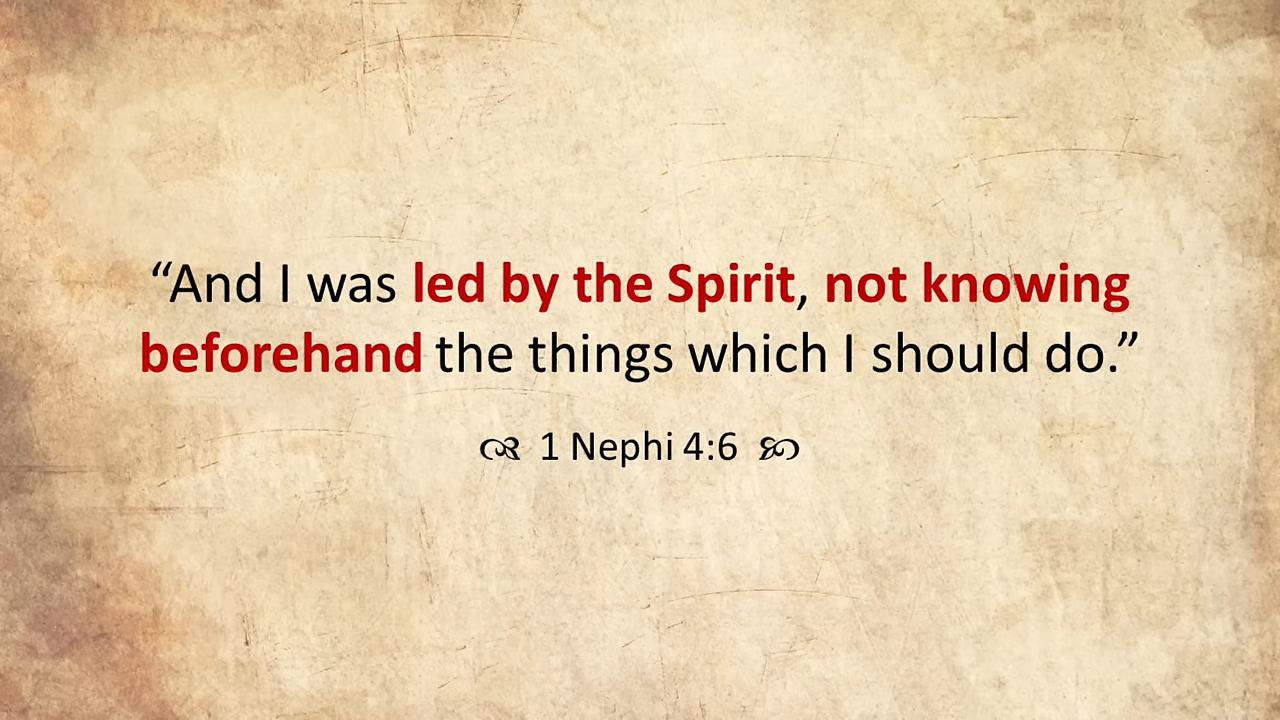 “And I was led by the Spirit, not knowing
beforehand the things which I should do.”
1 Nephi 4:6